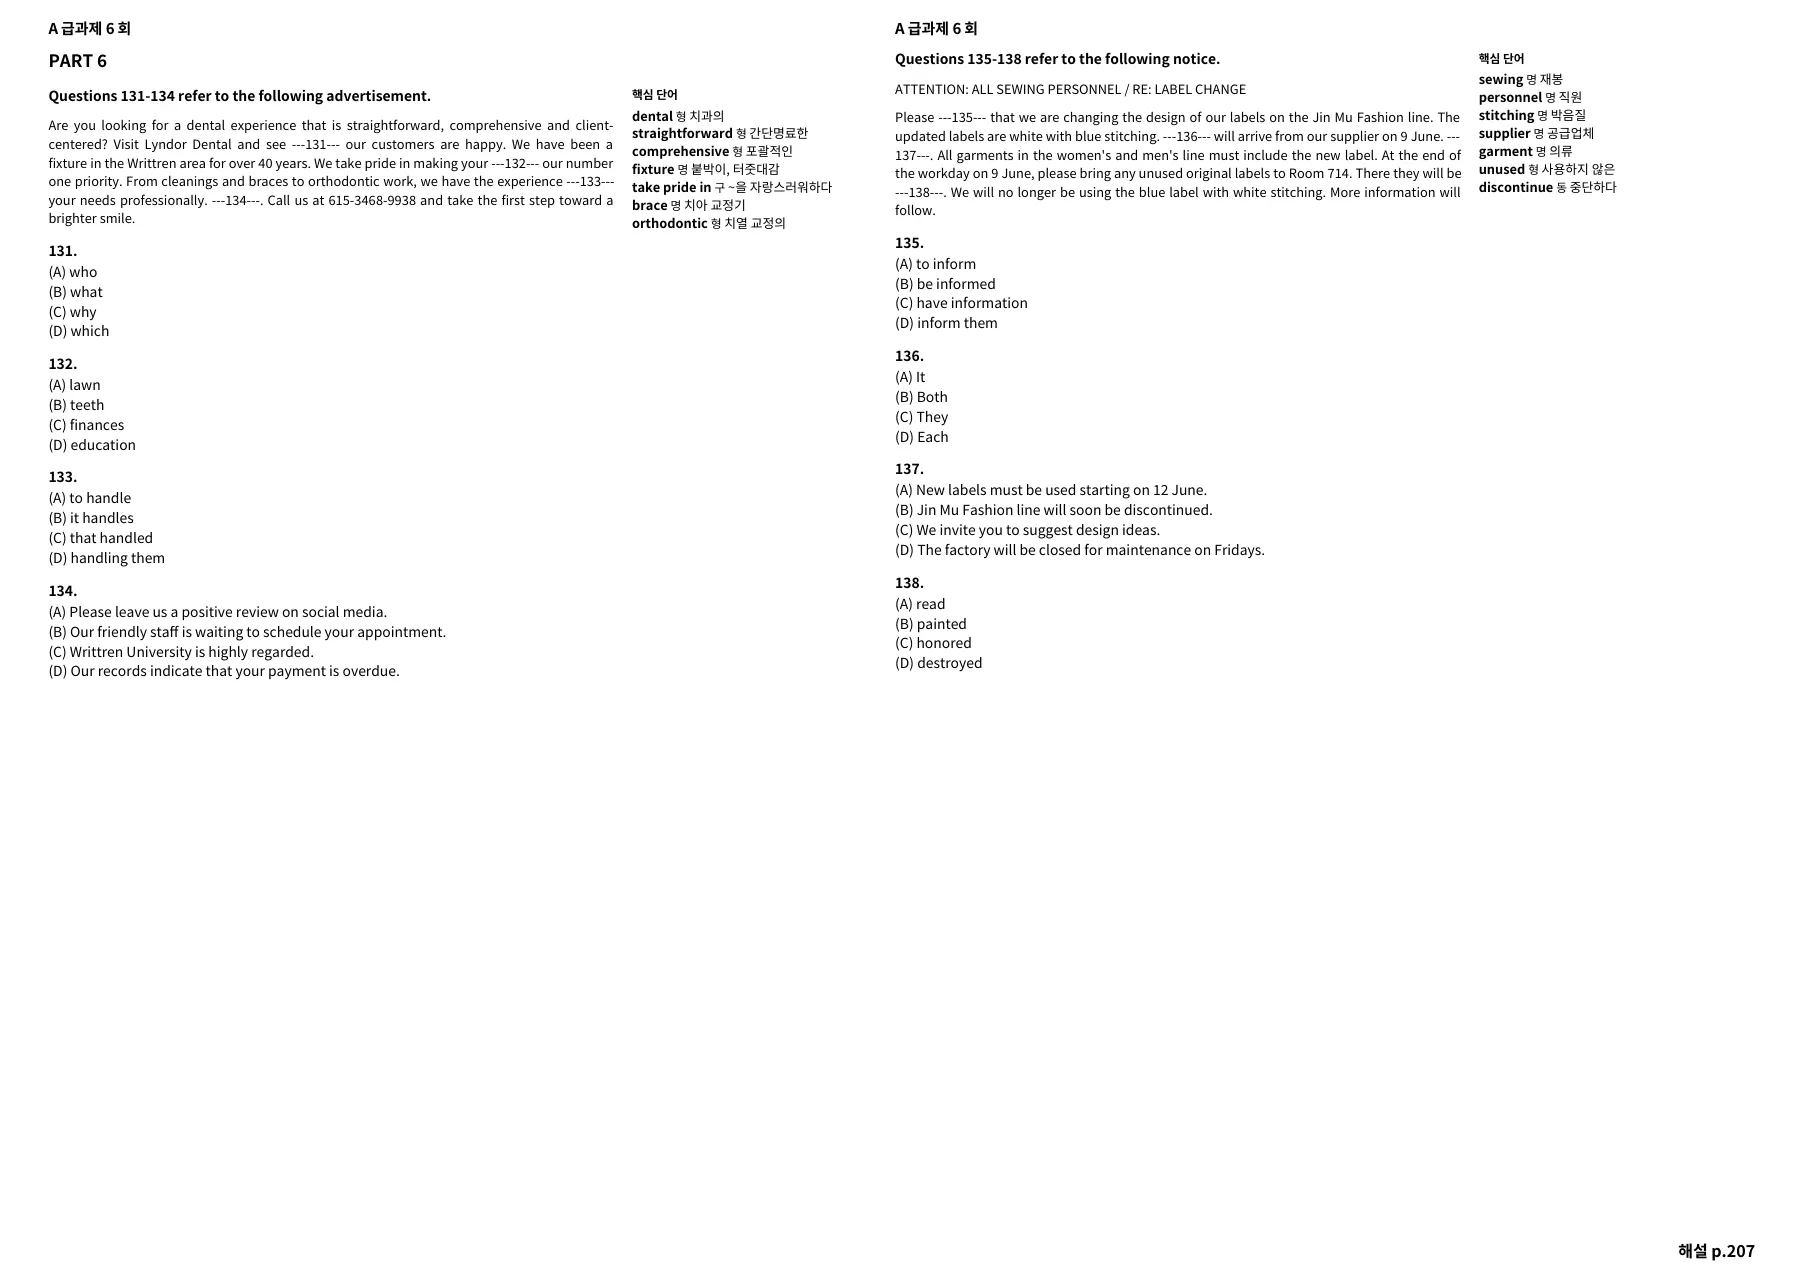 A 급과제 6 회
PART 6
Questions 131-134 refer to the following advertisement.
Are you looking for a dental experience that is straightforward, comprehensive and client-
centered? Visit Lyndor Dental and see ---131--- our customers are happy. We have been a
fixture in the Writtren area for over 40 years. We take pride in making your ---132--- our number
one priority. From cleanings and braces to orthodontic work, we have the experience ---133---
your needs professionally. ---134---. Call us at 615-3468-9938 and take the first step toward a
brighter smile.
핵심 단어
dental 형 치과의
straightforward 형 간단명료한
comprehensive 형 포괄적인
fixture 명 붙박이, 터줏대감
take pride in 구 ~을 자랑스러워하다
brace 명 치아 교정기
orthodontic 형 치열 교정의
131.
(A) who
(B) what
(C) why
(D) which
132.
(A) lawn
(B) teeth
(C) finances
(D) education
133.
(A) to handle
(B) it handles
(C) that handled
(D) handling them
134.
(A) Please leave us a positive review on social media.
(B) Our friendly staff is waiting to schedule your appointment.
(C) Writtren University is highly regarded.
(D) Our records indicate that your payment is overdue.
A 급과제 6 회
Questions 135-138 refer to the following notice.
ATTENTION: ALL SEWING PERSONNEL / RE: LABEL CHANGE
Please ---135--- that we are changing the design of our labels on the Jin Mu Fashion line. The
updated labels are white with blue stitching. ---136--- will arrive from our supplier on 9 June. ---
137---. All garments in the women's and men's line must include the new label. At the end of
the workday on 9 June, please bring any unused original labels to Room 714. There they will be
---138---. We will no longer be using the blue label with white stitching. More information will
follow.
핵심 단어
sewing 명 재봉
personnel 명 직원
stitching 명 박음질
supplier 명 공급업체
garment 명 의류
unused 형 사용하지 않은
discontinue 동 중단하다
135.
(A) to inform
(B) be informed
(C) have information
(D) inform them
136.
(A) It
(B) Both
(C) They
(D) Each
137.
(A) New labels must be used starting on 12 June.
(B) Jin Mu Fashion line will soon be discontinued.
(C) We invite you to suggest design ideas.
(D) The factory will be closed for maintenance on Fridays.
138.
(A) read
(B) painted
(C) honored
(D) destroyed
해설 p.207